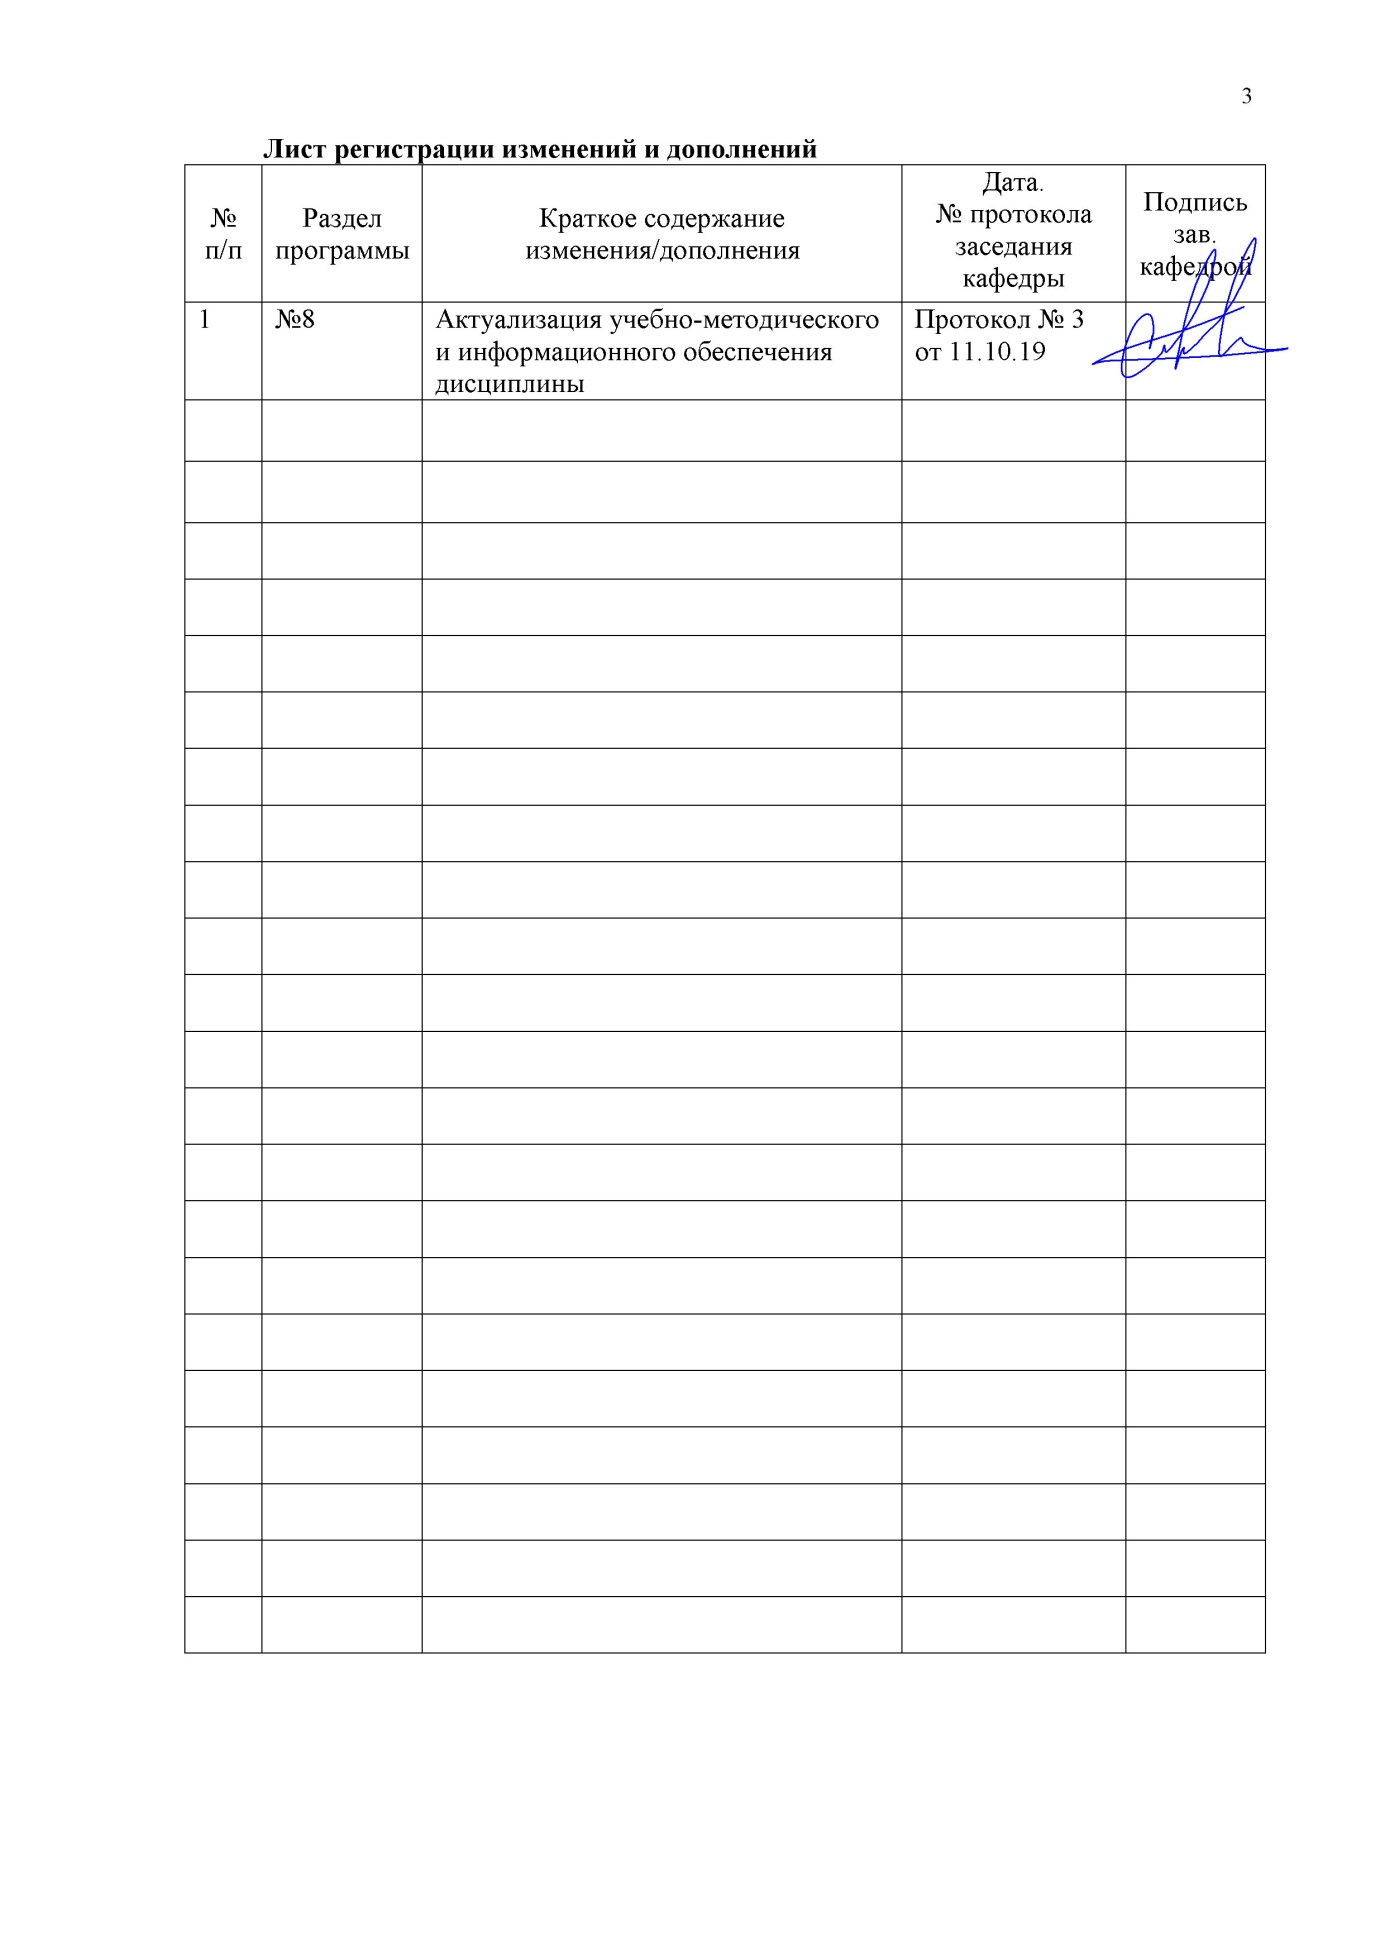 3
Лист регистрации изменений и дополнений
№
п/п
Раздел
программы
Краткое содержание
изменения/дополнения
Дата.
№ протокола
заседания
кафедры
Подпись
зав.
кафедрой
1
№8
Актуализация учебно-методического
и информационного обеспечения
дисциплины
Протокол № 3
от 11.10.19